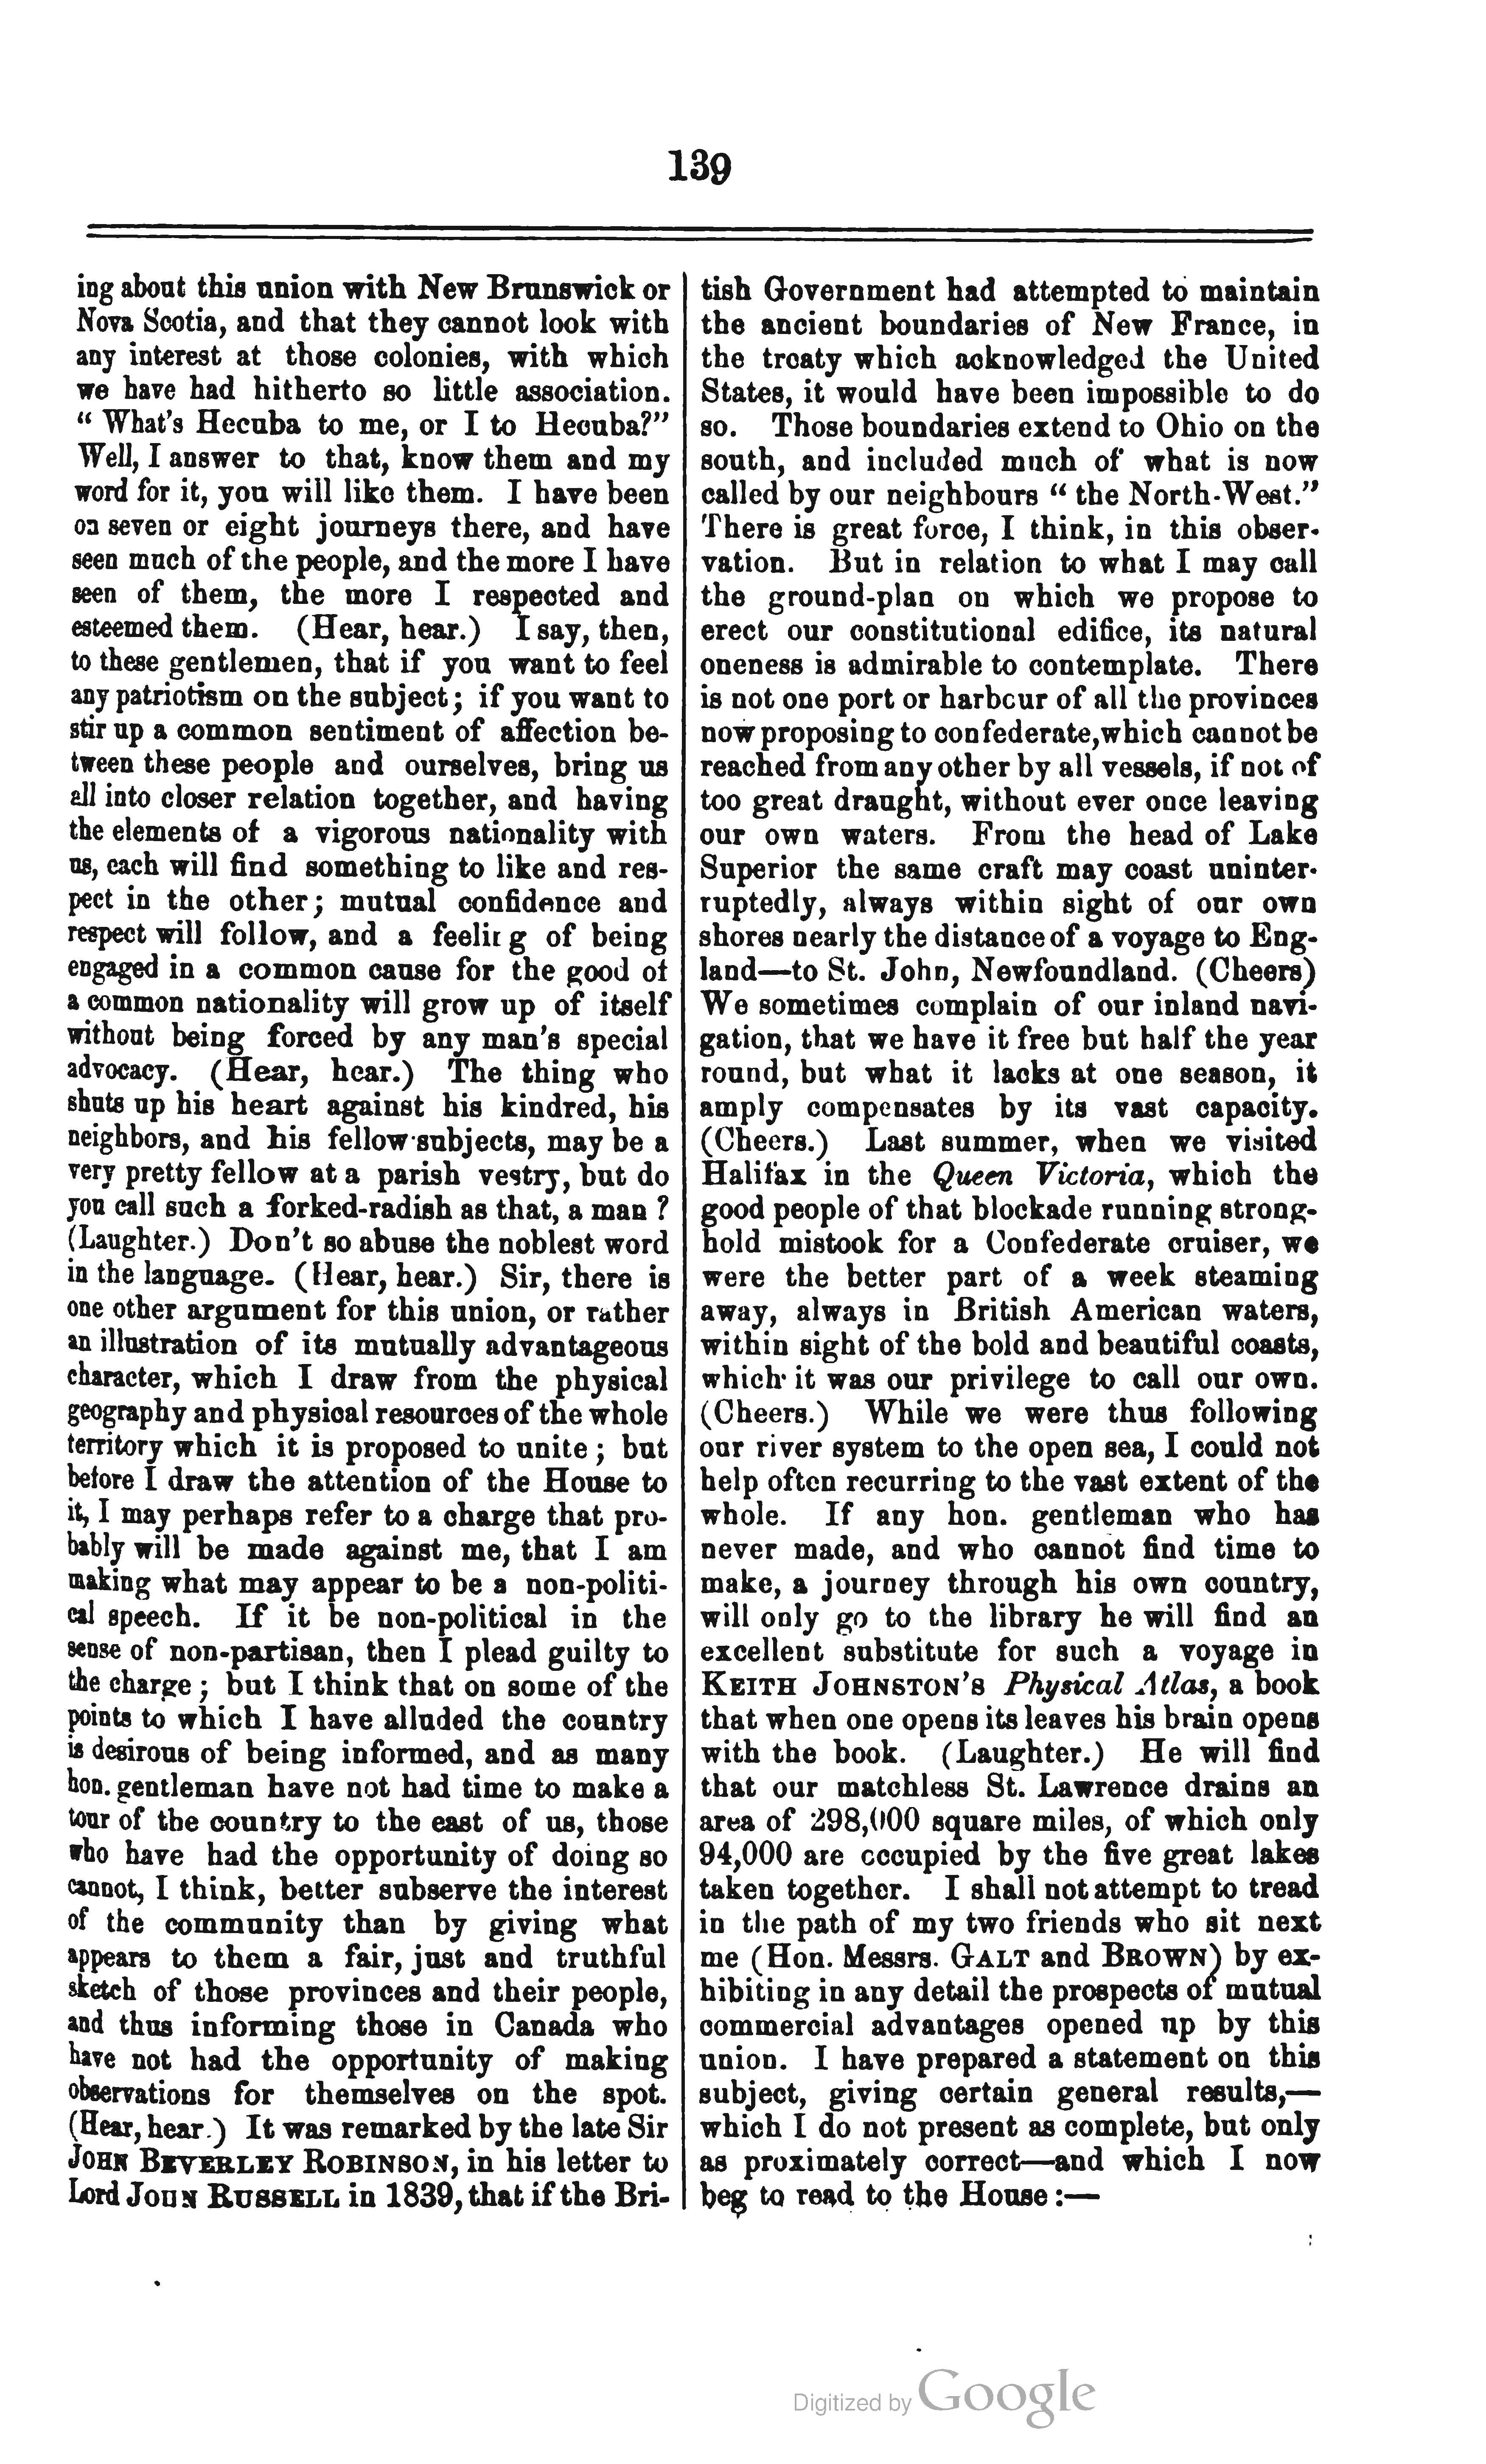 139
ing about this union with New Brunswick or
Nova Scotia, and that they cannot look with
any interest at those colonies, with which
we have had hitherto so little association.
“ What's Hecuba to me, or I to Hecuba?”
Well, I answer to that, know them and my
word for it, you will like them. I have been
on seven or eight journeys there, and have
seen much of the people, and the more I have
seen of them, the more I respected and
esteemed them. (Hear, hear.) I say, then,
to these gentlemen, that if you want to feel
any patriotism on the subject; if you want to
stir up a common sentiment of affection be-
tween these people and ourselves, bring us
all into closer relation together, and having
the elements of a vigorous nationality with
us, each will find something to like and res-
pect in the other; mutual confidence and
respect will follow, and a feeling of being
engaged in a common cause for the good of
a common nationality will grow up of itself
without being forced by any man's special
advocacy. (Hear, hear.) The thing who
shuts up his heart against his kindred, his
neighbors, and his fellow-subjects, may be a
very pretty fellow at a parish vestry, but do
you call such a forked-radish as that, a man ?
(Laughter.) Don't so abuse the noblest word
in the language. (Hear, hear.) Sir, there is
one other argument for this union, or rather
an illustration of its mutually advantageous
character, which I draw from the physical
geography and physical resources of the whole
territory which it is proposed to unite ; but
before I draw the attention of the House to
it, I may perhaps refer to a charge that pro-
bably will be made against me, that I am
making what may appear to be a non-politi-
cal speech. If it be non-political in the
sense of non-partisan, then I plead guilty to
the charge ; but I think that on some of the
points to which I have alluded the country
is desirous of being informed, and as many
hon. gentleman have not had time to make a
tour of the country to the east of us, those
who have had the opportunity of doing so
cannot, I think, better subserve the interest
of the community than by giving what
appears to them a fair, just and truthful
sketch of those provinces and their people,
and thus informing those in Canada who
have not had the opportunity of making
observations for themselves on the spot.
(Hear, hear.) It was remarked by the late Sir
JOHN BEVERLEY ROBINSON, in his letter to
Lord JOHN RUSSELL in 1839, that if the Bri-
tish Government had attempted to maintain
the ancient boundaries of New France, in
the treaty which acknowledged the United
States, it would have been impossible to do
so. Those boundaries extend to Ohio on the
south, and included much of what is now
called by our neighbours “ the North-West.”
There is great force, I think, in this obser-
vation. But in relation to what I may call
the ground-plan on which we propose to
erect our constitutional edifice, its natural
oneness is admirable to contemplate. There
is not one port or harbour of all the provinces
now proposing to confederate, which cannot be
reached from any other by all vessels, if not of
too great draught, without ever once leaving
our own waters. From the head of Lake
Superior the same craft may coast uninter-
ruptedly, always within sight of our own
shores nearly the distance of a voyage to Eng-
land—to St. John, Newfoundland. (Cheers)
We sometimes complain of our inland navi-
gation, that we have it free but half the year
round, but what it lacks at one season, it
amply compensates by its vast capacity.
(Cheers.) Last summer, when we visited
Halifax in the Queen Victoria, which the
good people of that blockade running strong-
hold mistook for a Confederate cruiser, we
were the better part of a week steaming
away, always in British American waters,
within sight of the bold and beautiful coasts,
which it was our privilege to call our own.
(Cheers.) While we were thus following
our river system to the open sea, I could not
help often recurring to the vast extent of the
whole. If any hon. gentleman who has
never made, and who cannot find time to
make, a journey through his own country,
will only go to the library he will find an
excellent substitute for such a voyage in
KEITH JOHNSTON'S Physical Atlas, a book
that when one opens its leaves his brain opens
with the book. (Laughter.) He will find
that our matchless St. Lawrence drains an
area of 298,000 square miles, of which only
94,000 are occupied by the five great lakes
taken together. I shall not attempt to tread
in the path of my two friends who sit next
me (Hon. Messrs. GALT and BROWN) by ex-
hibiting in any detail the prospects of mutual
commercial advantages opened up by this
union. I have prepared a statement on this
subject, giving certain general results,—
which I do not present as complete, but only
as proximately correct—and which I now
beg to read to the House :—
Digitized by Google